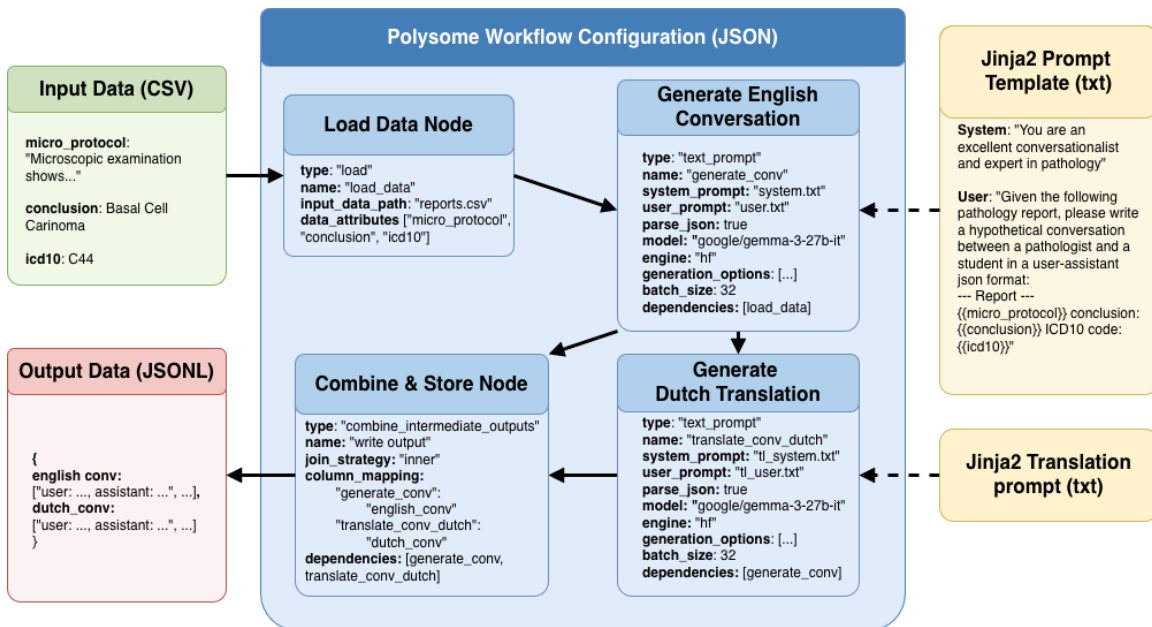 Polysome Workflow Configuration (JSON)
Input Data (CSV)
micro_protocol:
"Microscopic examination
shows..."
conclusion: Basal Cell
Carinoma
icd10: C44
Load Data Node
type: "load"
name: "load_data"
input_data_path: "reports.csv"
data_attributes ["micro_protocol",
"conclusion", "icd10"]
Generate English
Conversation
type: "text_prompt"
name: "generate_conv"
system_prompt: "system.txt"
user_prompt: "user.txt"
parse_json: true
model: "google/gemma-3-27b-it"
engine: "hf"
generation_options: [...]
batch_size: 32
dependencies: [load_data]
Jinja2 Prompt
Template (txt)
System: "You are an
excellent conversationalist
and expert in pathology"
User: "Given the following
pathology report, please write
a hypothetical conversation
between a pathologist and a
student in a user-assistant
json format:
--- Report ---
{{micro_protocol}} conclusion:
{{conclusion}} ICD10 code:
{{icd10}}"
Output Data (JSONL)
{
english conv:
["user: ..., assistant: ...", ...],
dutch_conv:
["user: ..., assistant: ...", ...]
}
Combine & Store Node
type: "combine_intermediate_outputs"
name: "write output"
join_strategy: "inner"
column_mapping:
"generate_conv":
"english_conv"
"translate_conv_dutch":
"dutch_conv"
dependencies: [generate_conv,
translate_conv_dutch]
Generate
Dutch Translation
type: "text_prompt"
name: "translate_conv_dutch"
system_prompt: "tl_system.txt"
user_prompt: "tl_user.txt"
parse_json: true
model: "google/gemma-3-27b-it"
engine: "hf"
generation_options: [...]
batch_size: 32
dependencies: [generate_conv]
Jinja2 Translation
prompt (txt)